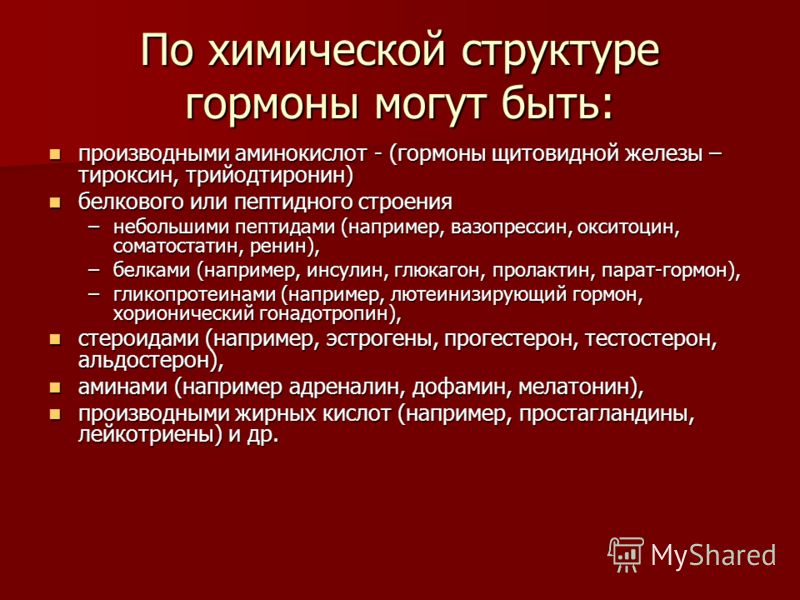 По химической структуре
гормоны могут быть:
производными аминокислот - (гормоны щитовидной железы –
тироксин, трийодтиронин)
белкового или пептидного строения
– небольшими пептидами (например, вазопрессин, окситоцин,
соматостатин, ренин),
– белками (например, инсулин, глюкагон, пролактин, парат-гормон),
– гликопротеинами (например, лютеинизирующий гормон,
хорионический гонадотропин),
стероидами (например, эстрогены, прогестерон, тестостерон,
альдостерон),
аминами (например адреналин, дофамин, мелатонин),
производными жирных кислот (например, простагландины,
лейкотриены) и др.
MyShared